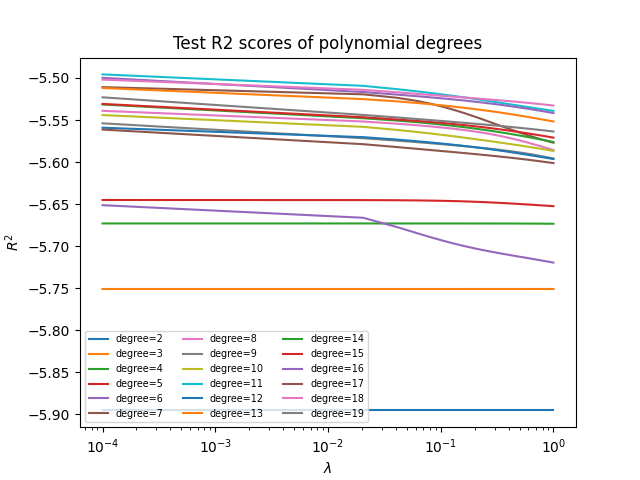 Test R2 scores of polynomial degrees
−5.50
−5.55
−5.60
−5.65
−5.70
−5.75
−5.80
−5.85
−5.90
R²
degree=2 degree=8 degree=14
degree=3 degree=9 degree=15
degree=4 degree=10 degree=16
degree=5 degree=11 degree=17
degree=6 degree=12 degree=18
degree=7 degree=13 degree=19
10⁻⁴ 10⁻³ 10⁻² 10⁻¹ 10⁰
λ